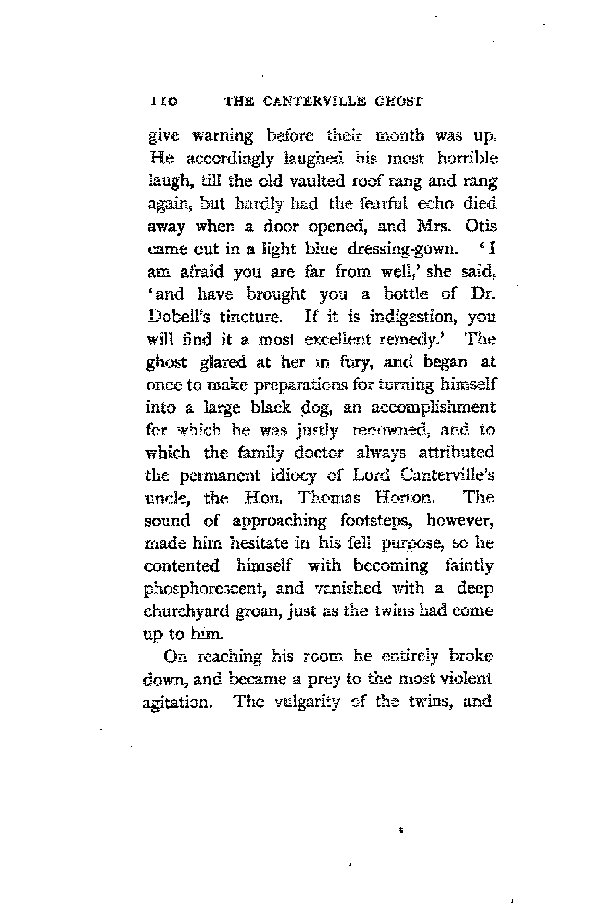 110 THE CANTERVILLE GHOST
give warning before their month was up.
He accordingly laughed his most horrible
laugh, till the old vaulted roof rang and rang
again, but hardly had the fearful echo died
away when a door opened, and Mrs. Otis
came out in a light blue dressing-gown. ‘I
am afraid you are far from well,’ she said,
‘and have brought you a bottle of Dr.
Dobell's tincture. If it is indigestion, you
will find it a most excellent remedy.’ The
ghost glared at her in fury, and began at
once to make preparations for turning himself
into a large black dog, an accomplishment
for which he was justly renowned, and to
which the family doctor always attributed
the permanent idiocy of Lord Canterville's
uncle, the Hon. Thomas Horton. The
sound of approaching footsteps, however,
made him hesitate in his fell purpose, so he
contented himself with becoming faintly
phosphorescent, and vanished with a deep
churchyard groan, just as the twins had come
up to him.
On reaching his room he entirely broke
down, and became a prey to the most violent
agitation. The vulgarity of the twins, and